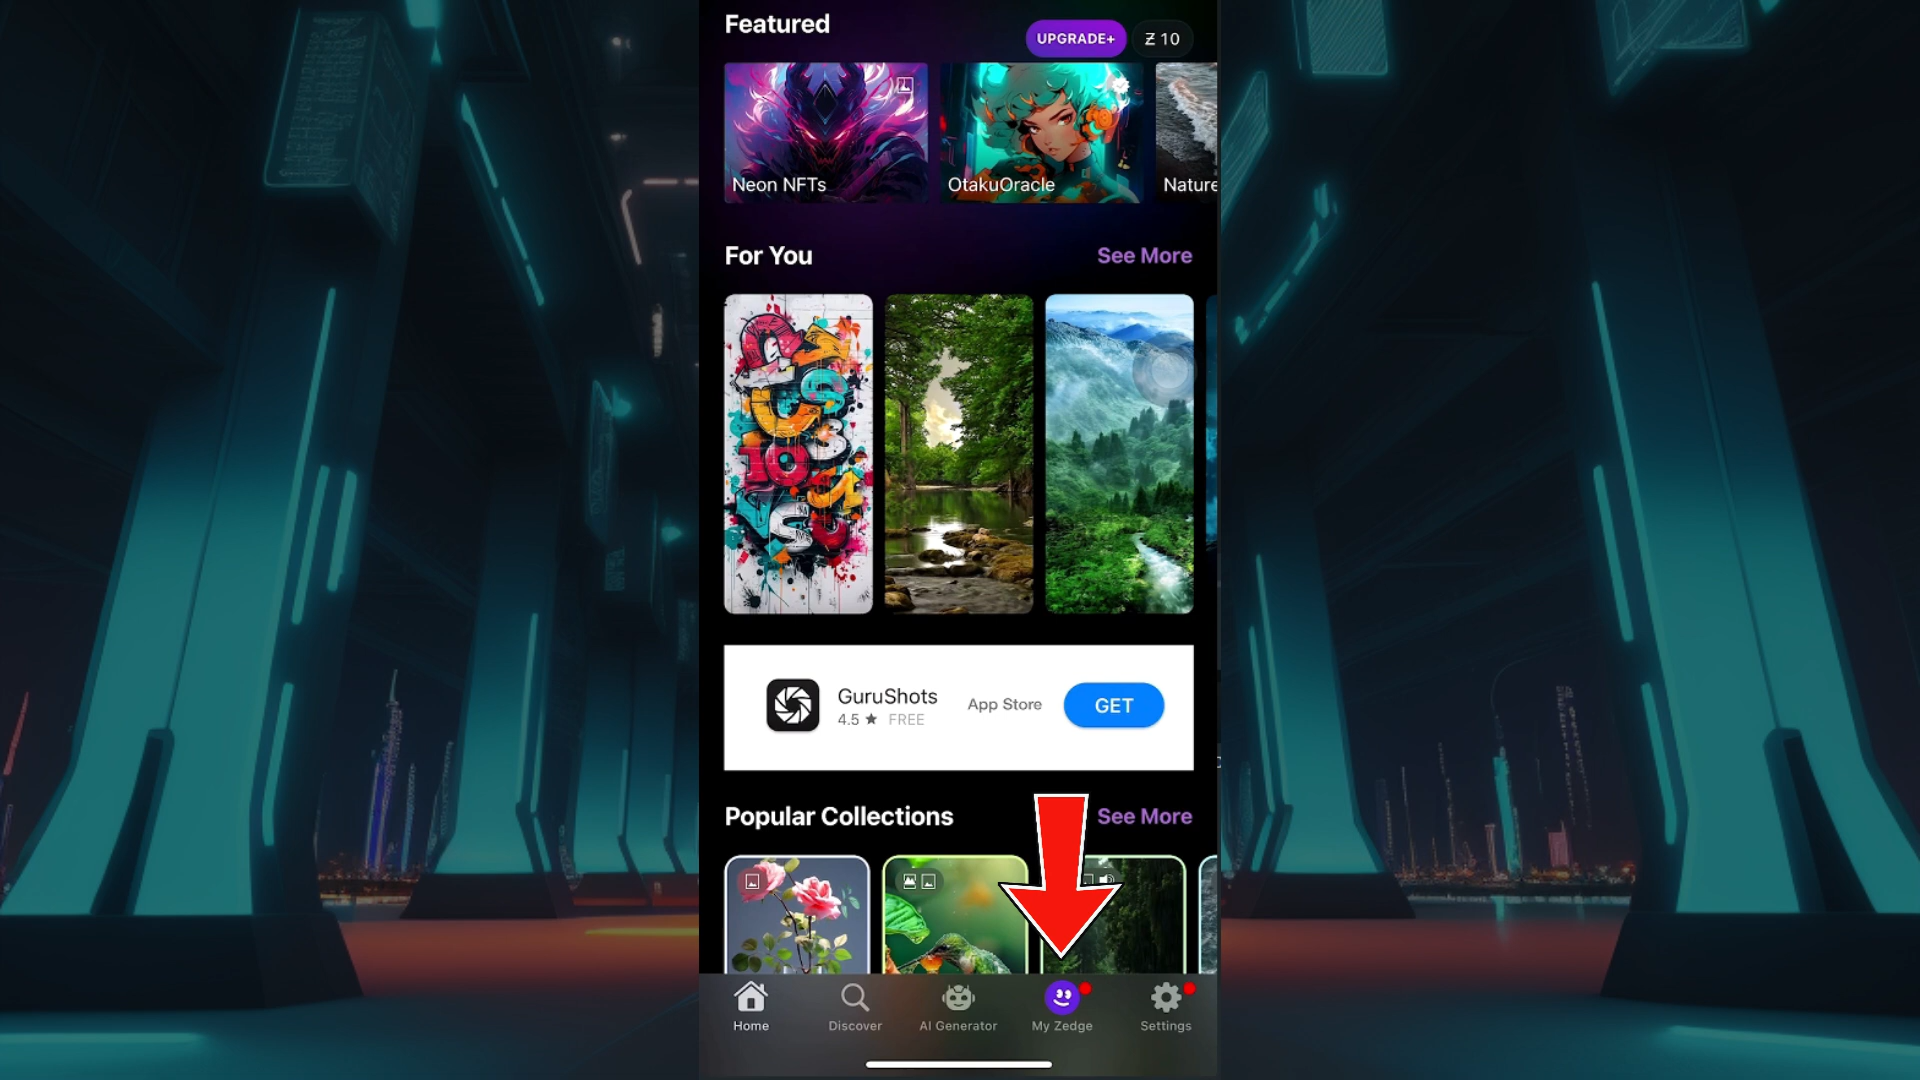 Featured
UPGRADE+
Ƶ 10
Neon NFTs
OtakuOracle
Nature
For You
See More
GuruShots
4.5 ★ FREE
App Store
GET
Popular Collections
See More
Home
Discover
AI Generator
My Zedge
Settings